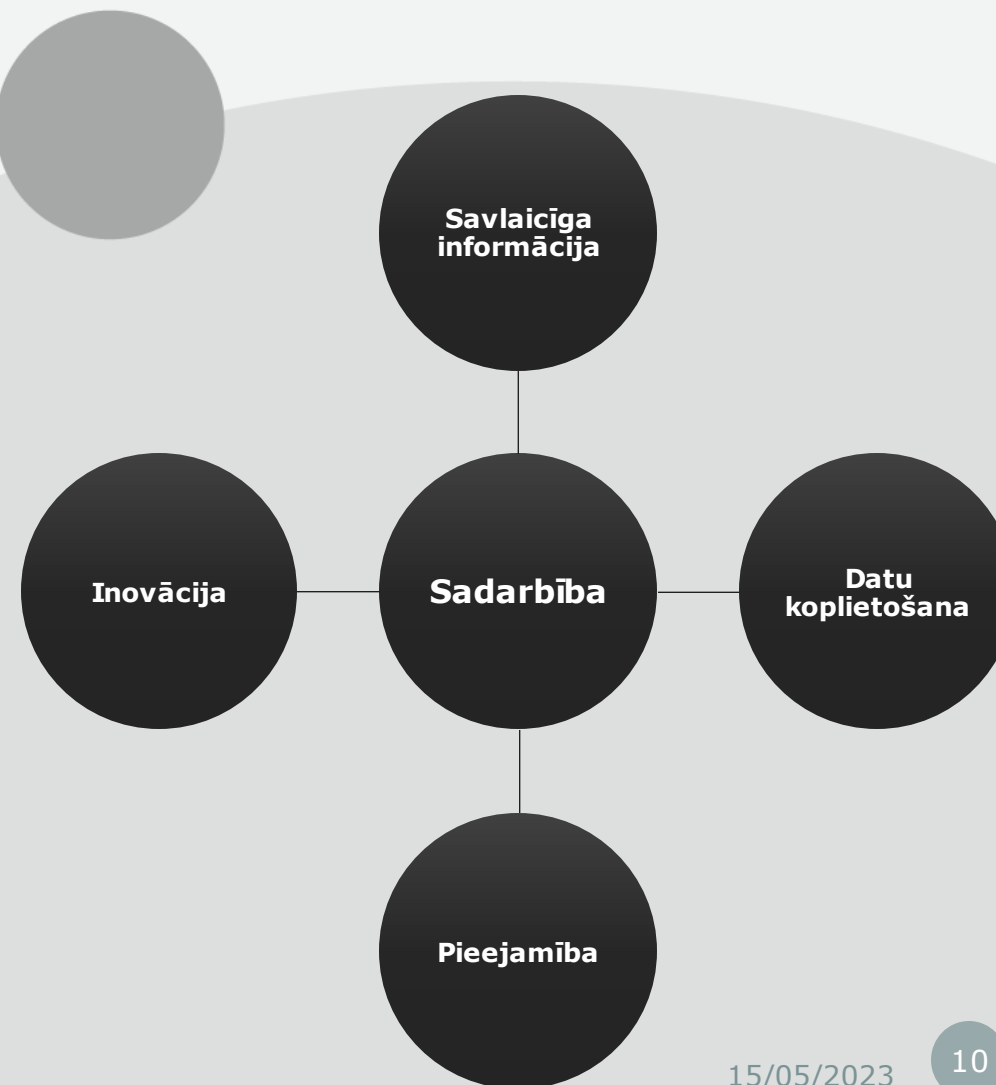 Savlaicīga
informācija
Inovācija
Sadarbība
Datu
koplietošana
Pieejamība
15/05/2023
10